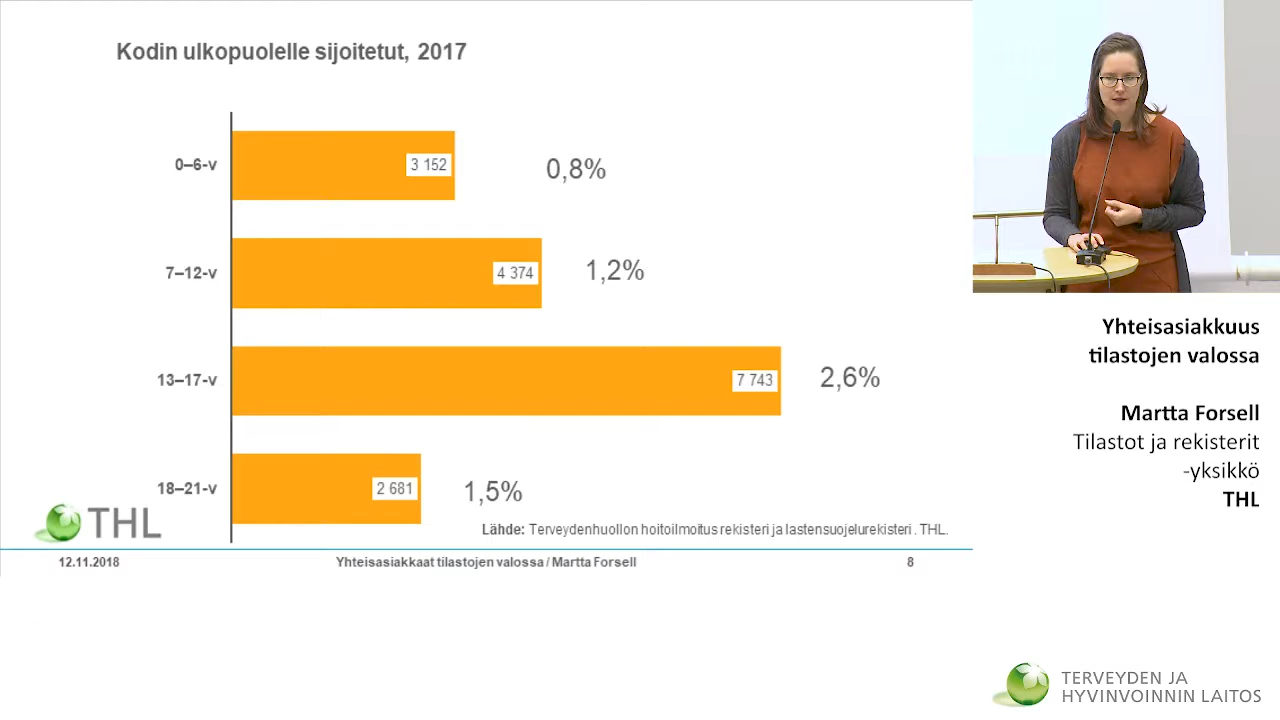 Kodin ulkopuolelle sijoitetut, 2017
0–6-v
3 152
0,8%
7–12-v
4 374
1,2%
13–17-v
7 743
2,6%
18–21-v
2 681
1,5%
THL
Lähde: Terveydenhuollon hoitoilmoitus rekisteri ja lastensuojelurekisteri . THL.
12.11.2018
Yhteisasiakkaat tilastojen valossa / Martta Forsell
8
Yhteisasiakkuus
tilastojen valossa
Martta Forsell
Tilastot ja rekisterit
-yksikkö
THL
TERVEYDEN JA
HYVINVOINNIN LAITOS